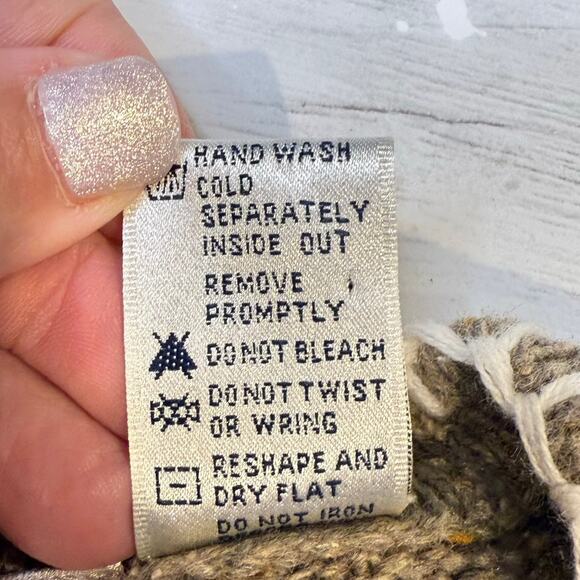 HAND WASH
COLD
SEPARATELY
INSIDE OUT
REMOVE
PROMPTLY
DO NOT BLEACH
DO NOT TWIST
OR WRING
RESHAPE AND
DRY FLAT
DO NOT IRON